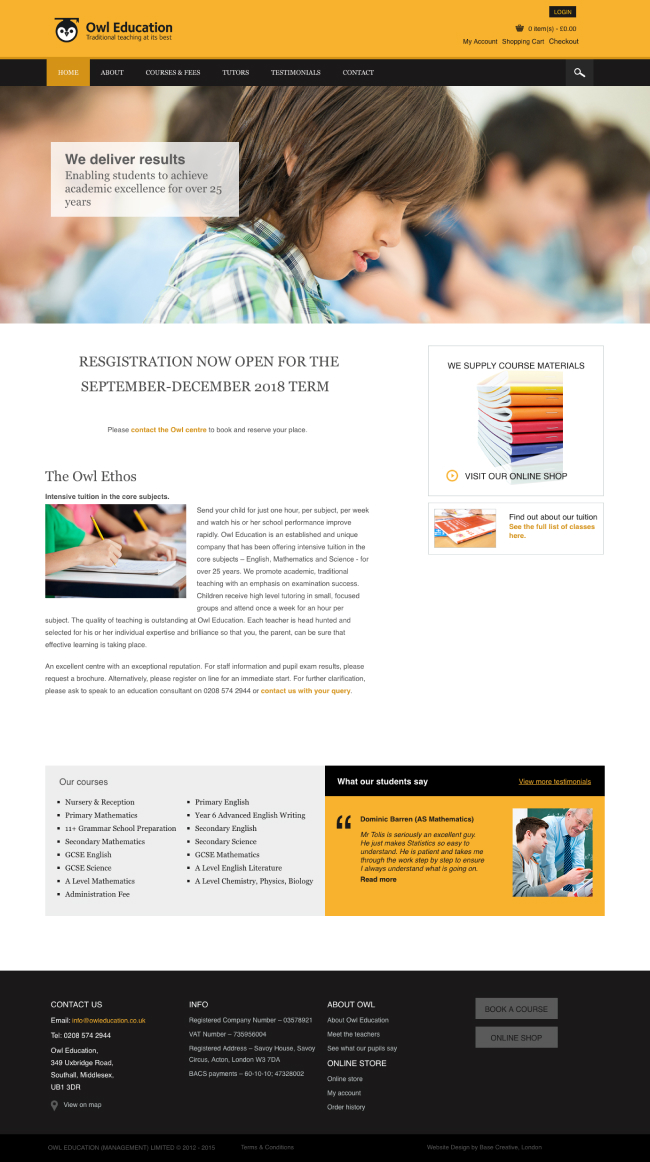 LOGIN
Owl Education
Traditional teaching at its best
0 item(s) - £0.00
My Account Shopping Cart Checkout
HOME ABOUT COURSES & FEES TUTORS TESTIMONIALS CONTACT
We deliver results
Enabling students to achieve
academic excellence for over 25
years
RESGISTRATION NOW OPEN FOR THE
SEPTEMBER-DECEMBER 2018 TERM
Please contact the Owl centre to book and reserve your place.
WE SUPPLY COURSE MATERIALS
VISIT OUR ONLINE SHOP
Find out about our tuition
See the full list of classes
here.
The Owl Ethos
Intensive tuition in the core subjects.
Send your child for just one hour, per subject, per week
and watch his or her school performance improve
rapidly. Owl Education is an established and unique
company that has been offering intensive tuition in the
core subjects – English, Mathematics and Science - for
over 25 years. We promote academic, traditional
teaching with an emphasis on examination success.
Children receive high level tutoring in small, focused
groups and attend once a week for an hour per
subject. The quality of teaching is outstanding at Owl Education. Each teacher is head hunted and
selected for his or her individual expertise and brilliance so that you, the parent, can be sure that
effective learning is taking place.
An excellent centre with an exceptional reputation. For staff information and pupil exam results, please
request a brochure. Alternatively, please register on line for an immediate start. For further clarification,
please ask to speak to an education consultant on 0208 574 2944 or contact us with your query.
Our courses
Nursery & Reception
Primary Mathematics
11+ Grammar School Preparation
Secondary Mathematics
GCSE English
GCSE Science
A Level Mathematics
Administration Fee
Primary English
Year 6 Advanced English Writing
Secondary English
Secondary Science
GCSE Mathematics
A Level English Literature
A Level Chemistry, Physics, Biology
What our students say
View more testimonials
“
Dominic Barren (AS Mathematics)
Mr Tolis is seriously an excellent guy.
He just makes Statistics so easy to
understand. He is patient and takes me
through the work step by step to ensure
I always understand what is going on.
Read more
CONTACT US
Email: info@owleducation.co.uk
Tel: 0208 574 2944
Owl Education,
349 Uxbridge Road,
Southall, Middlesex,
UB1 3DR
View on map
INFO
Registered Company Number – 03578921
VAT Number – 735956004
Registered Address – Savoy House, Savoy
Circus, Acton, London W3 7DA
BACS payments – 60-10-10; 47328002
ABOUT OWL
About Owl Education
Meet the teachers
See what our puplis say
ONLINE STORE
Online store
My account
Order history
BOOK A COURSE
ONLINE SHOP
OWL EDUCATION (MANAGEMENT) LIMITED © 2012 - 2015
Terms & Conditions
Website Design by Base Creative, London